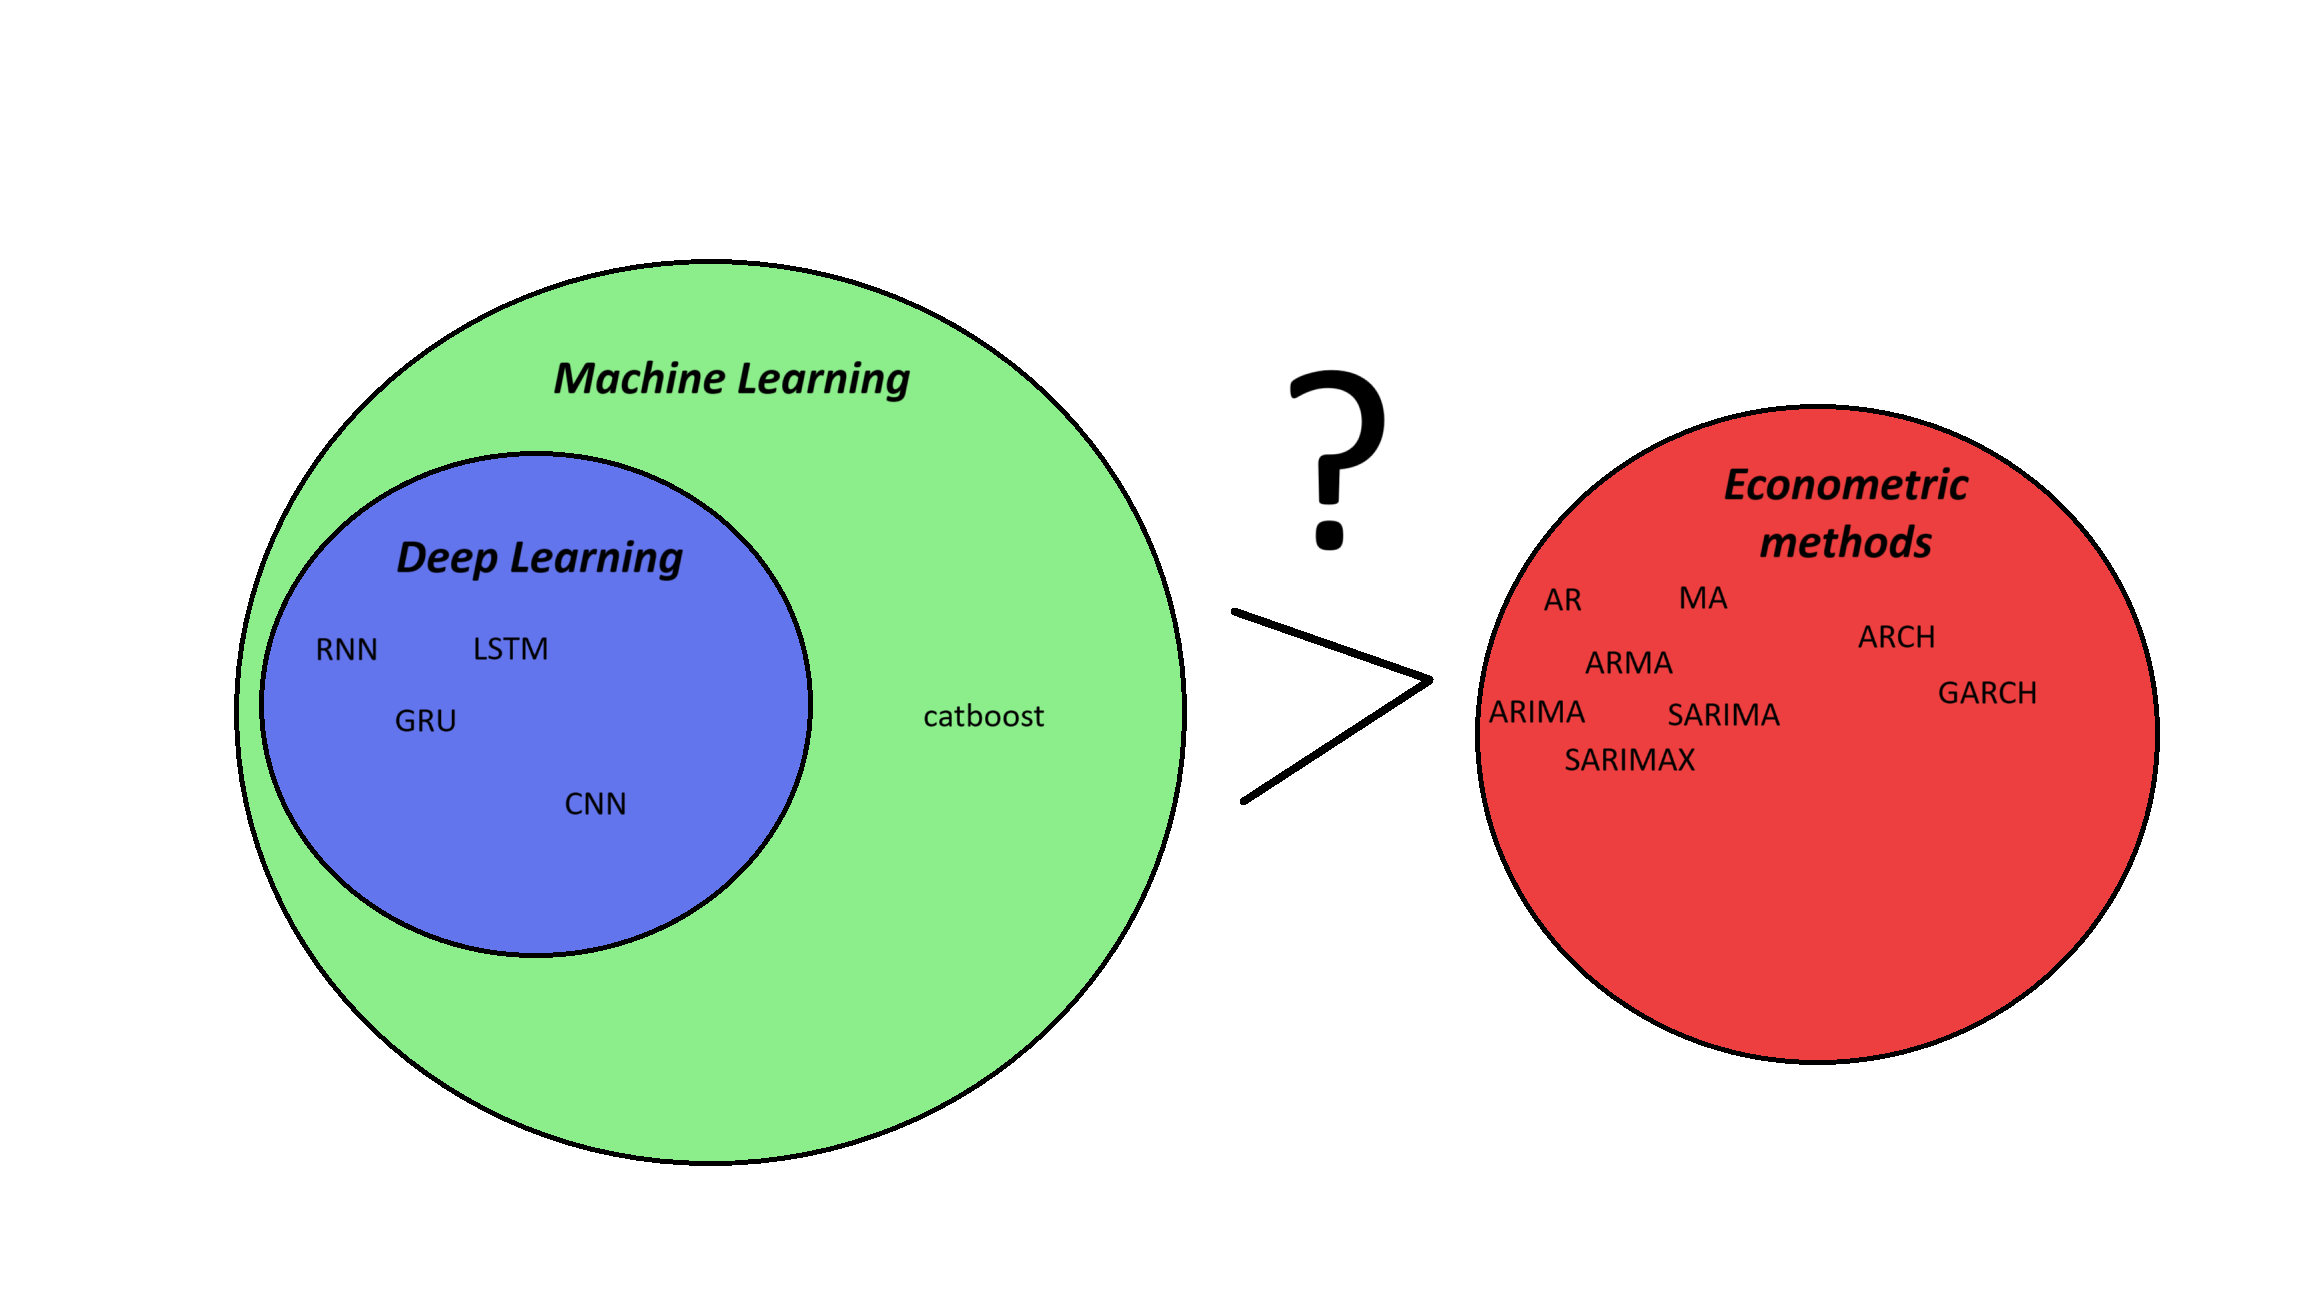 Machine Learning
Deep Learning
RNN LSTM
GRU
CNN
catboost
?
>
Econometric
methods
AR MA
ARCH
ARMA
GARCH
ARIMA SARIMA
SARIMAX